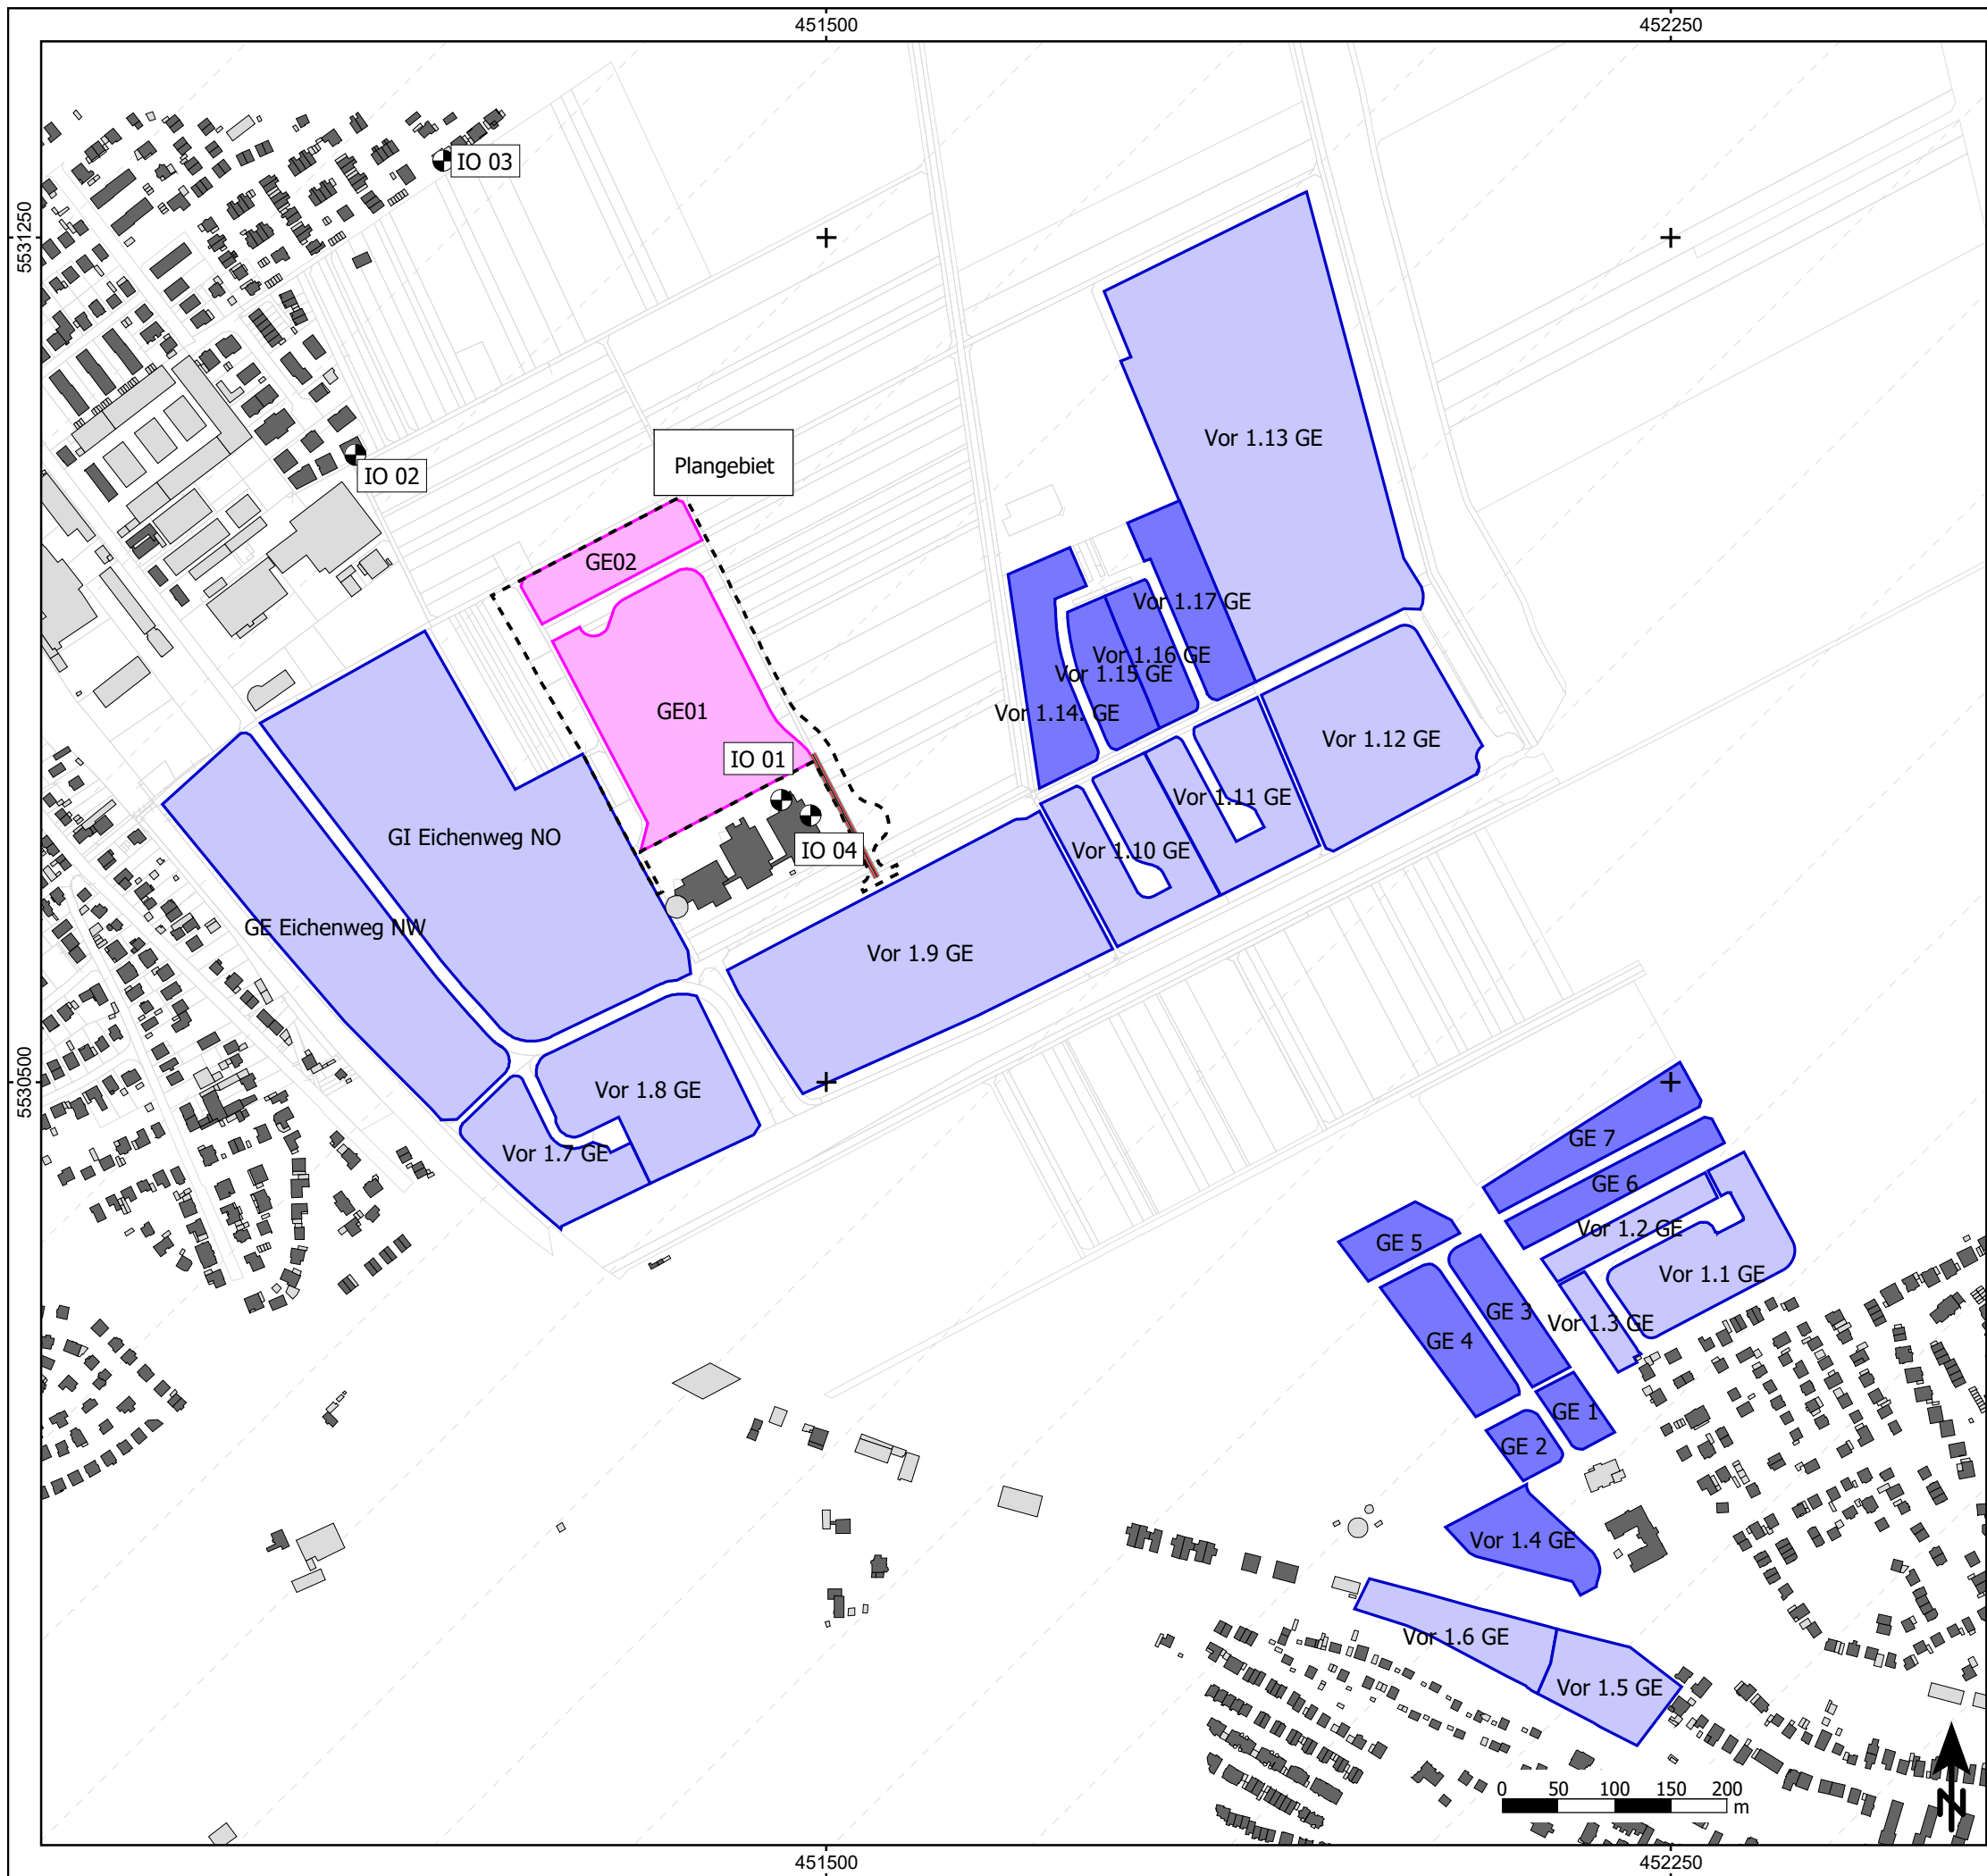 451500
452250
IO 03
5531250
Vor 1.13 GE
Plangebiet
IO 02
GE02
Vor 1.17 GE
Vor 1.16 GE
Vor 1.15 GE
GE01
Vor 1.14. GE
Vor 1.12 GE
IO 01
Vor 1.11 GE
GI Eichenweg NO
IO 04
Vor 1.10 GE
GE Eichenweg NW
Vor 1.9 GE
5530500
Vor 1.8 GE
GE 7
Vor 1.7 GE
GE 6
Vor 1.2 GE
GE 5
Vor 1.1 GE
GE 3
Vor 1.3 GE
GE 4
GE 1
GE 2
Vor 1.4 GE
Vor 1.6 GE
Vor 1.5 GE
0 50 100 150 200
m
N
451500
452250